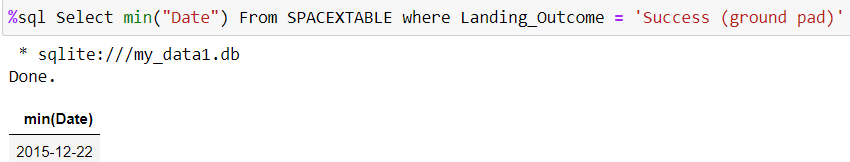 %sql Select min("Date") From SPACEXTABLE where Landing_Outcome = 'Success (ground pad)'
* sqlite:///my_data1.db
Done.
min(Date)
2015-12-22